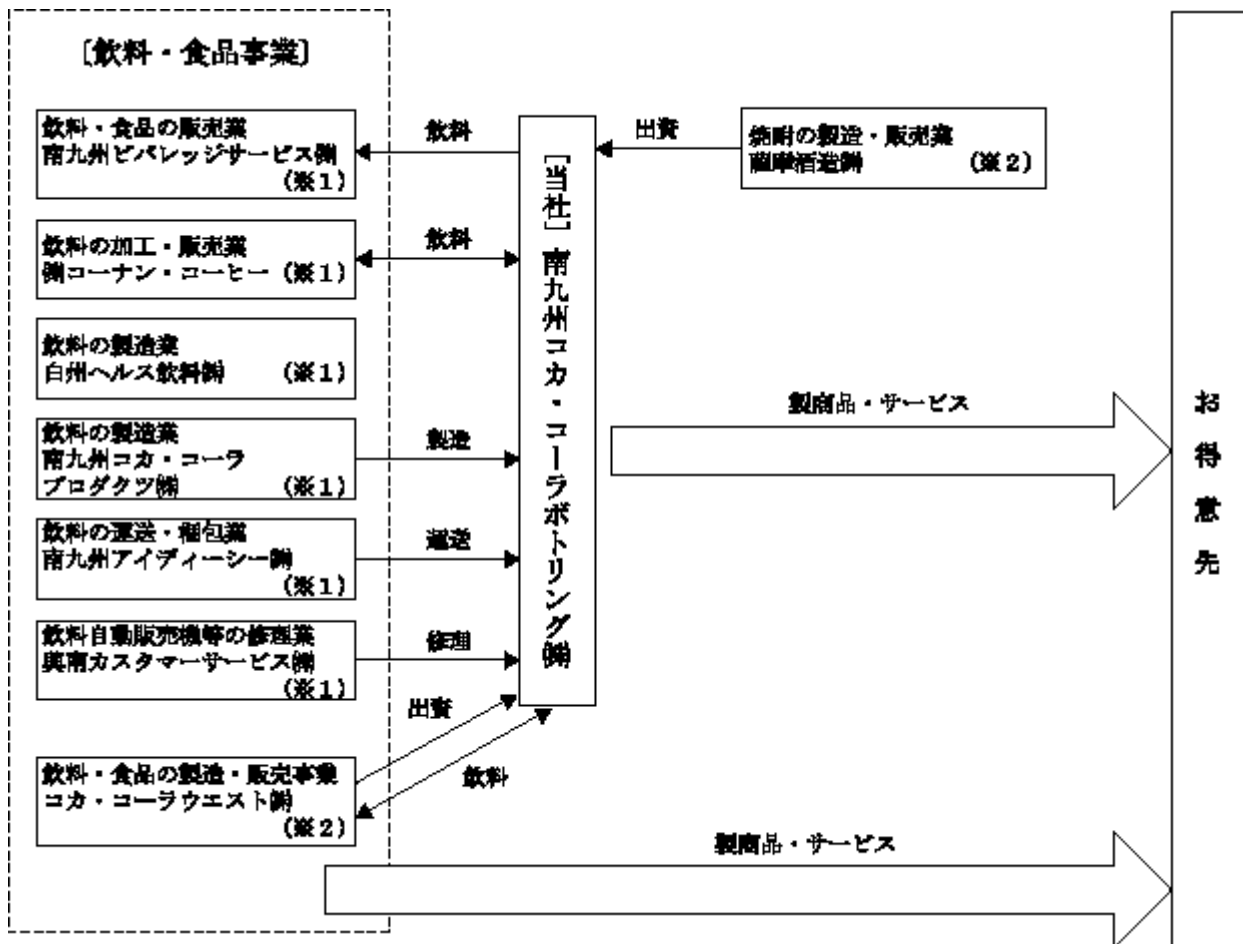 [飲料・食品事業]
飲料・食品の販売業
南九州ビバレッジサービス㈱
(※1)
飲料
出資
焼酎の製造・販売業
薩摩酒造㈱ (※2)
飲料の加工・販売業
㈱コーナン・コーヒー (※1)
飲料
飲料の製造業
白州ヘルス飲料㈱ (※1)
飲料の製造業
南九州コカ・コーラ
プロダクツ㈱ (※1)
製造
飲料の運送・梱包業
南九州アイディーシー㈱
(※1)
運送
飲料自動販売機等の修理業
興南カスタマーサービス㈱
(※1)
修理
出資
飲料
飲料・食品の製造・販売事業
コカ・コーラウエスト㈱
(※2)
[当社] 南九州コカ・コーラボトリング㈱
製商品・サービス
製商品・サービス
お得意先